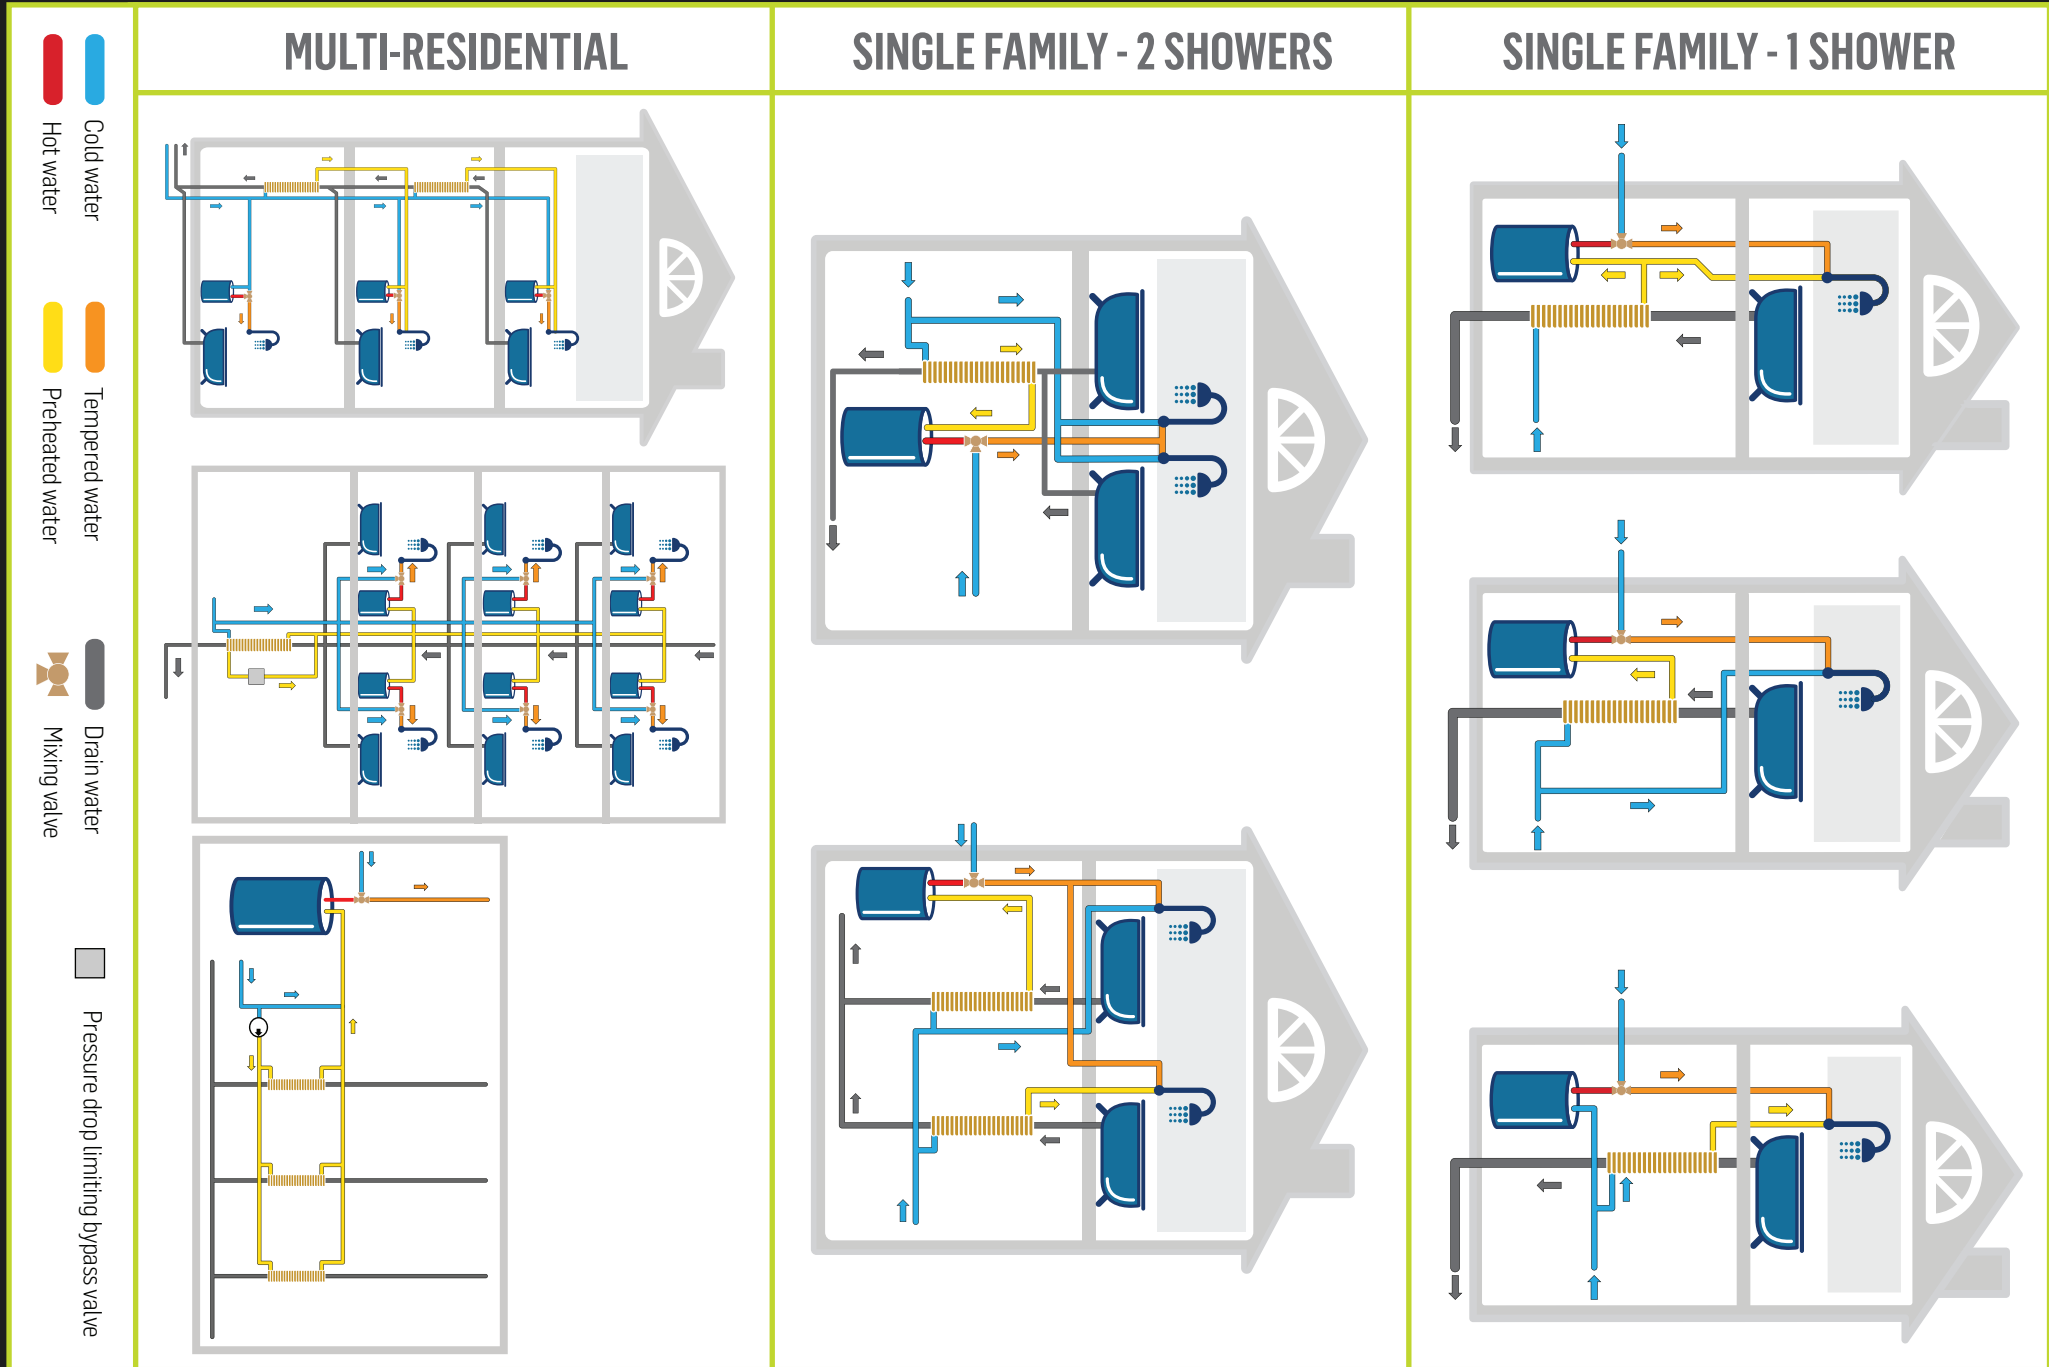 MULTI-RESIDENTIAL
SINGLE FAMILY - 2 SHOWERS
SINGLE FAMILY - 1 SHOWER
Cold water
Hot water
Tempered water
Preheated water
Drain water
Mixing valve
Pressure drop limiting bypass valve